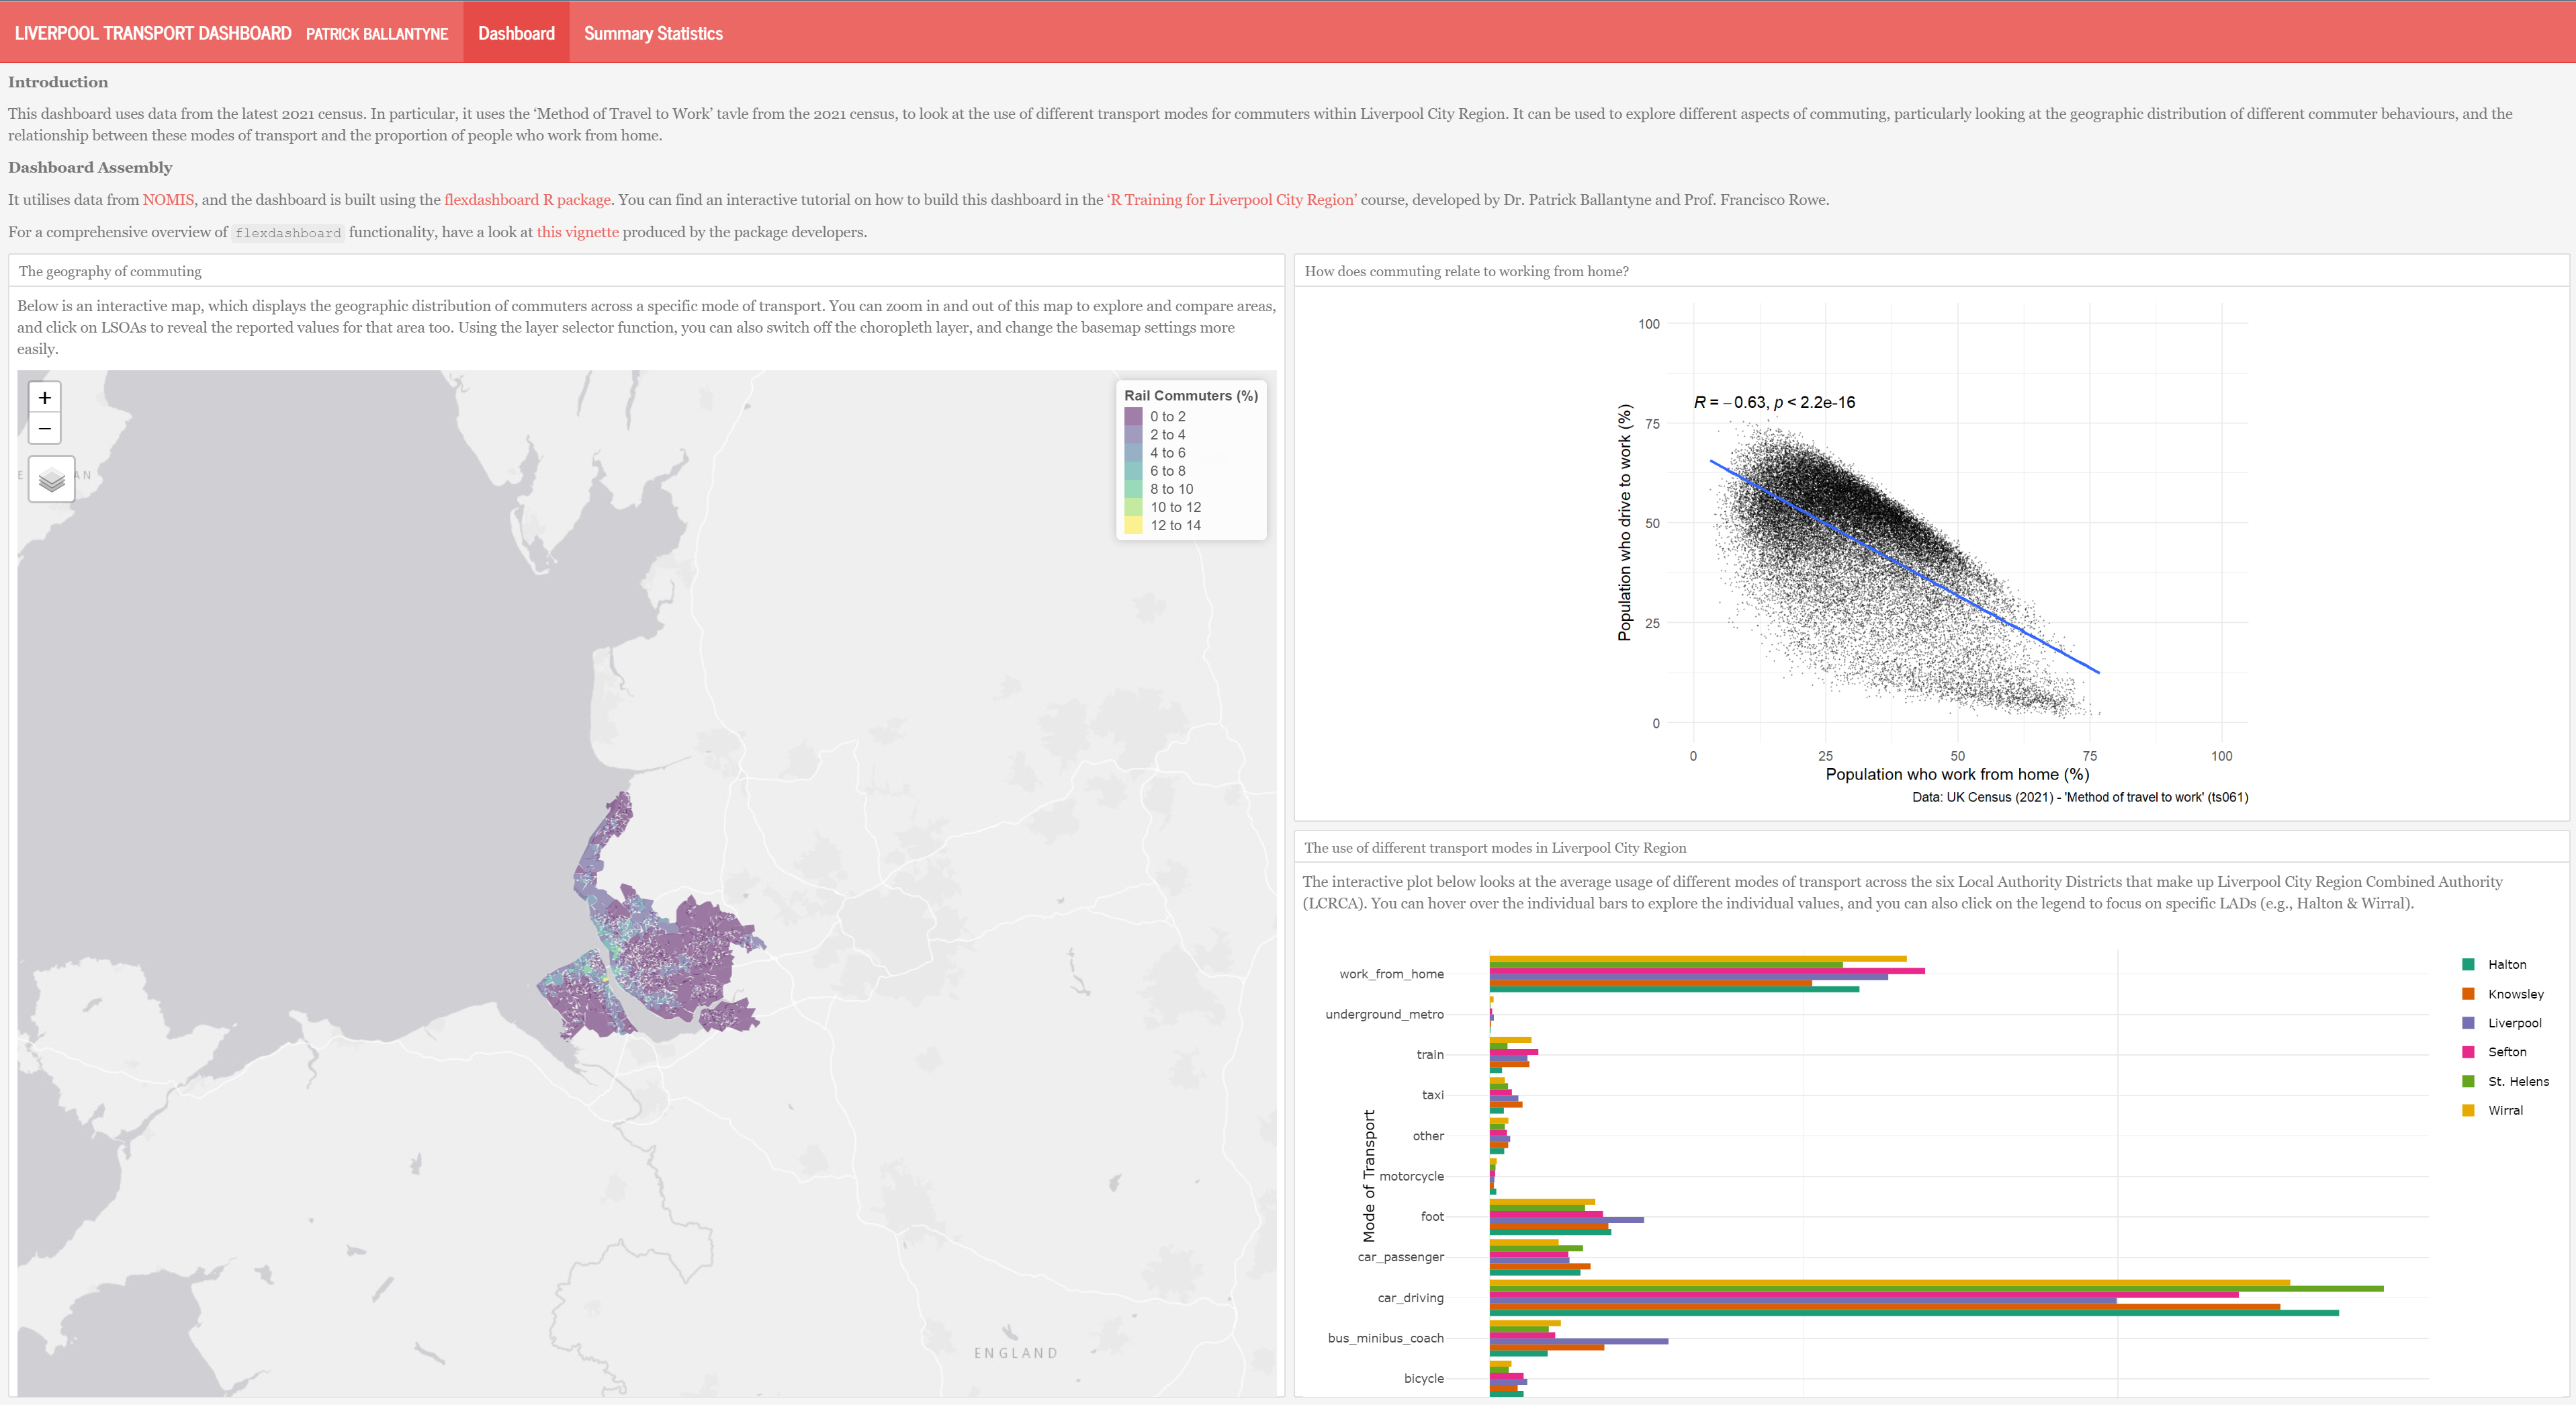 LIVERPOOL TRANSPORT DASHBOARD PATRICK BALLANTYNE Dashboard Summary Statistics
Introduction
This dashboard uses data from the latest 2021 census. In particular, it uses the ‘Method of Travel to Work’ tavle from the 2021 census, to look at the use of different transport modes for commuters within Liverpool City Region. It can be used to explore different aspects of commuting, particularly looking at the geographic distribution of different commuter behaviours, and the
relationship between these modes of transport and the proportion of people who work from home.
Dashboard Assembly
It utilises data from NOMIS, and the dashboard is built using the flexdashboard R package. You can find an interactive tutorial on how to build this dashboard in the ‘R Training for Liverpool City Region’ course, developed by Dr. Patrick Ballantyne and Prof. Francisco Rowe.
For a comprehensive overview of flexdashboard functionality, have a look at this vignette produced by the package developers.
The geography of commuting
Below is an interactive map, which displays the geographic distribution of commuters across a specific mode of transport. You can zoom in and out of this map to explore and compare areas,
and click on LSOAs to reveal the reported values for that area too. Using the layer selector function, you can also switch off the choropleth layer, and change the basemap settings more
easily.
+
−
E AN
Rail Commuters (%)
0 to 2
2 to 4
4 to 6
6 to 8
8 to 10
10 to 12
12 to 14
ENGLAND
How does commuting relate to working from home?
R = −0.63, p < 2.2e-16
Population who drive to work (%)
100
75
50
25
0
0 25 50 75 100
Population who work from home (%)
Data: UK Census (2021) - 'Method of travel to work' (ts061)
The use of different transport modes in Liverpool City Region
The interactive plot below looks at the average usage of different modes of transport across the six Local Authority Districts that make up Liverpool City Region Combined Authority
(LCRCA). You can hover over the individual bars to explore the individual values, and you can also click on the legend to focus on specific LADs (e.g., Halton & Wirral).
Mode of Transport
work_from_home
underground_metro
train
taxi
other
motorcycle
foot
car_passenger
car_driving
bus_minibus_coach
bicycle
Halton
Knowsley
Liverpool
Sefton
St. Helens
Wirral